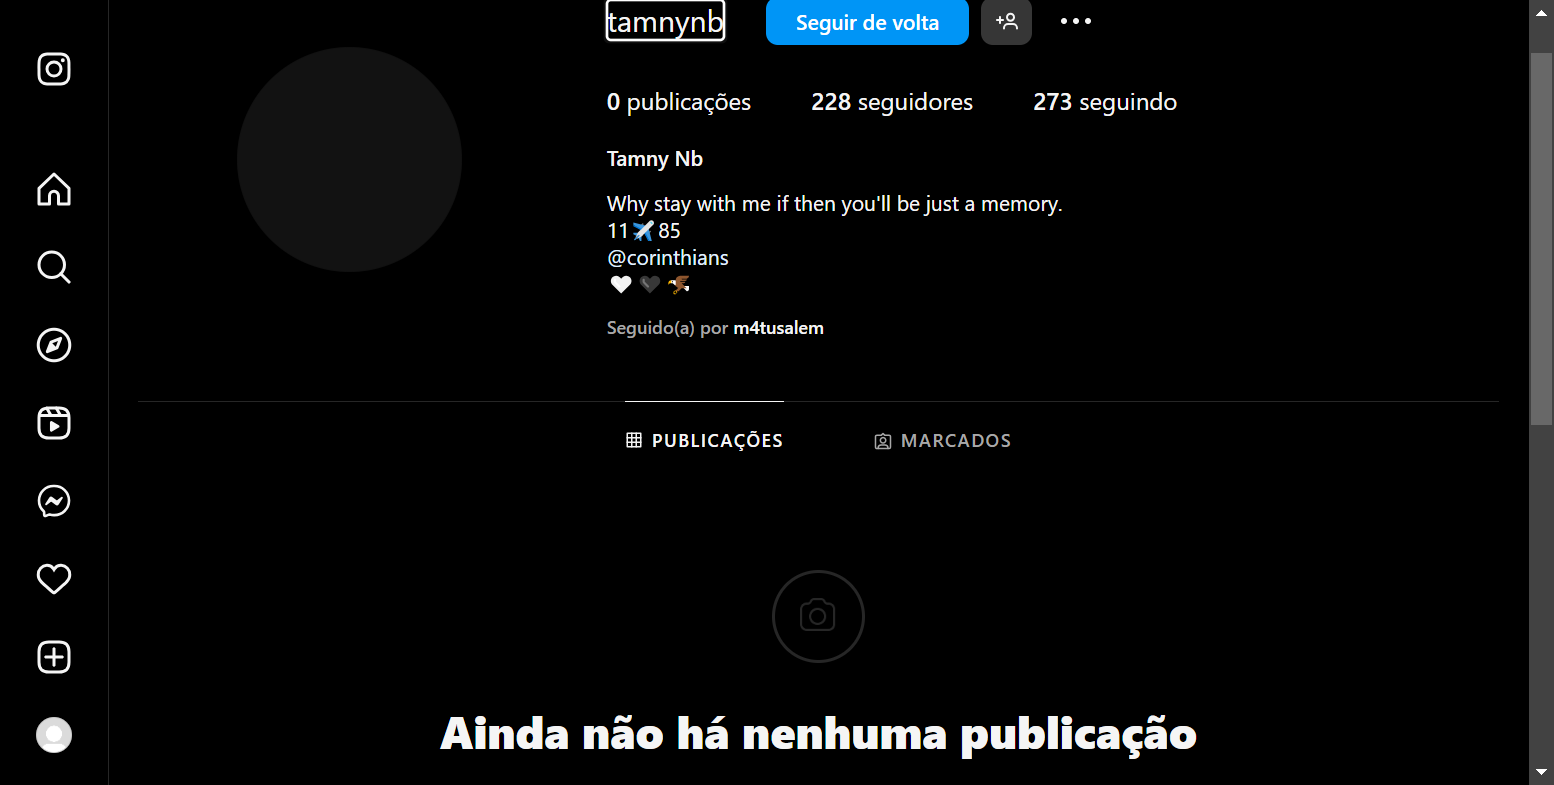 tamnynb
Seguir de volta
0 publicações
228 seguidores
273 seguindo
Tamny Nb
Why stay with me if then you'll be just a memory.
11✈️85
@corinthians
🤍🖤🦅
Seguido(a) por m4tusalem
PUBLICAÇÕES
MARCADOS
Ainda não há nenhuma publicação